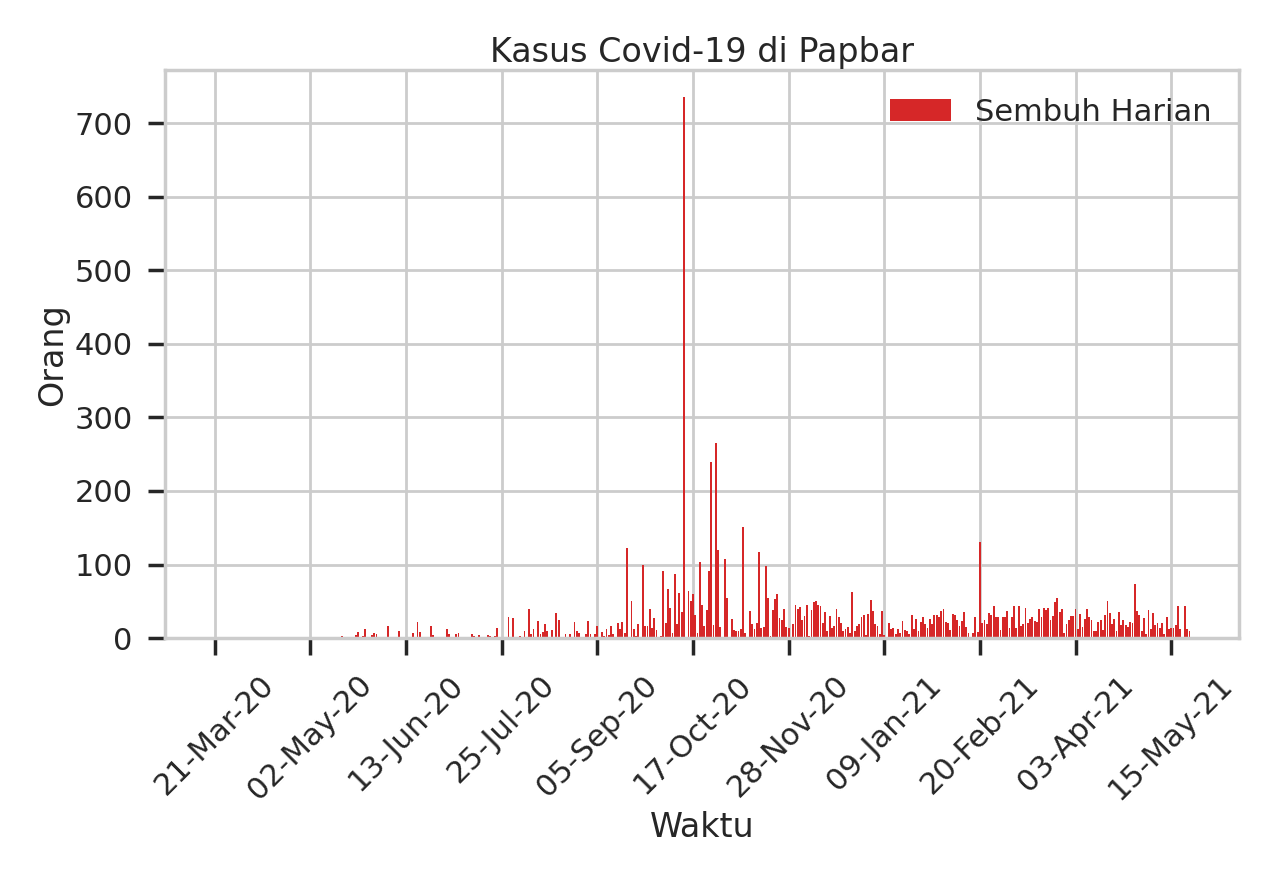 Kasus Covid-19 di Papbar
Sembuh Harian
700
600
500
400
300
200
100
0
Orang
21-Mar-20
02-May-20
13-Jun-20
25-Jul-20
05-Sep-20
17-Oct-20
28-Nov-20
09-Jan-21
20-Feb-21
03-Apr-21
15-May-21
Waktu